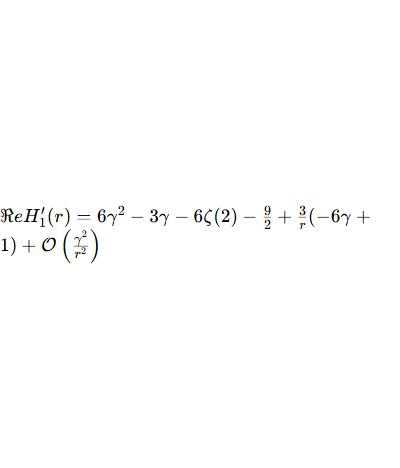 ℜeH′₁(r) = 6γ² − 3γ − 6ζ(2) − 9/2 + 3/r(−6γ +
1) + 𝒪(γ²/r²)